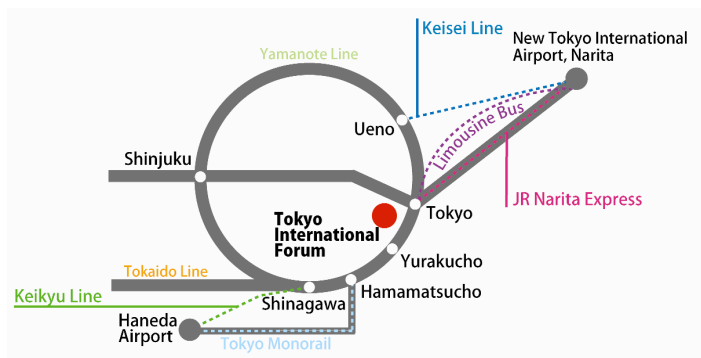 Keisei Line
New Tokyo International
Airport, Narita
Yamanote Line
Ueno
Limousine Bus
Shinjuku
JR Narita Express
Tokyo
Tokyo
International
Forum
Yurakucho
Tokaido Line
Keikyu Line
Shinagawa
Hamamatsucho
Haneda
Airport
Tokyo Monorail